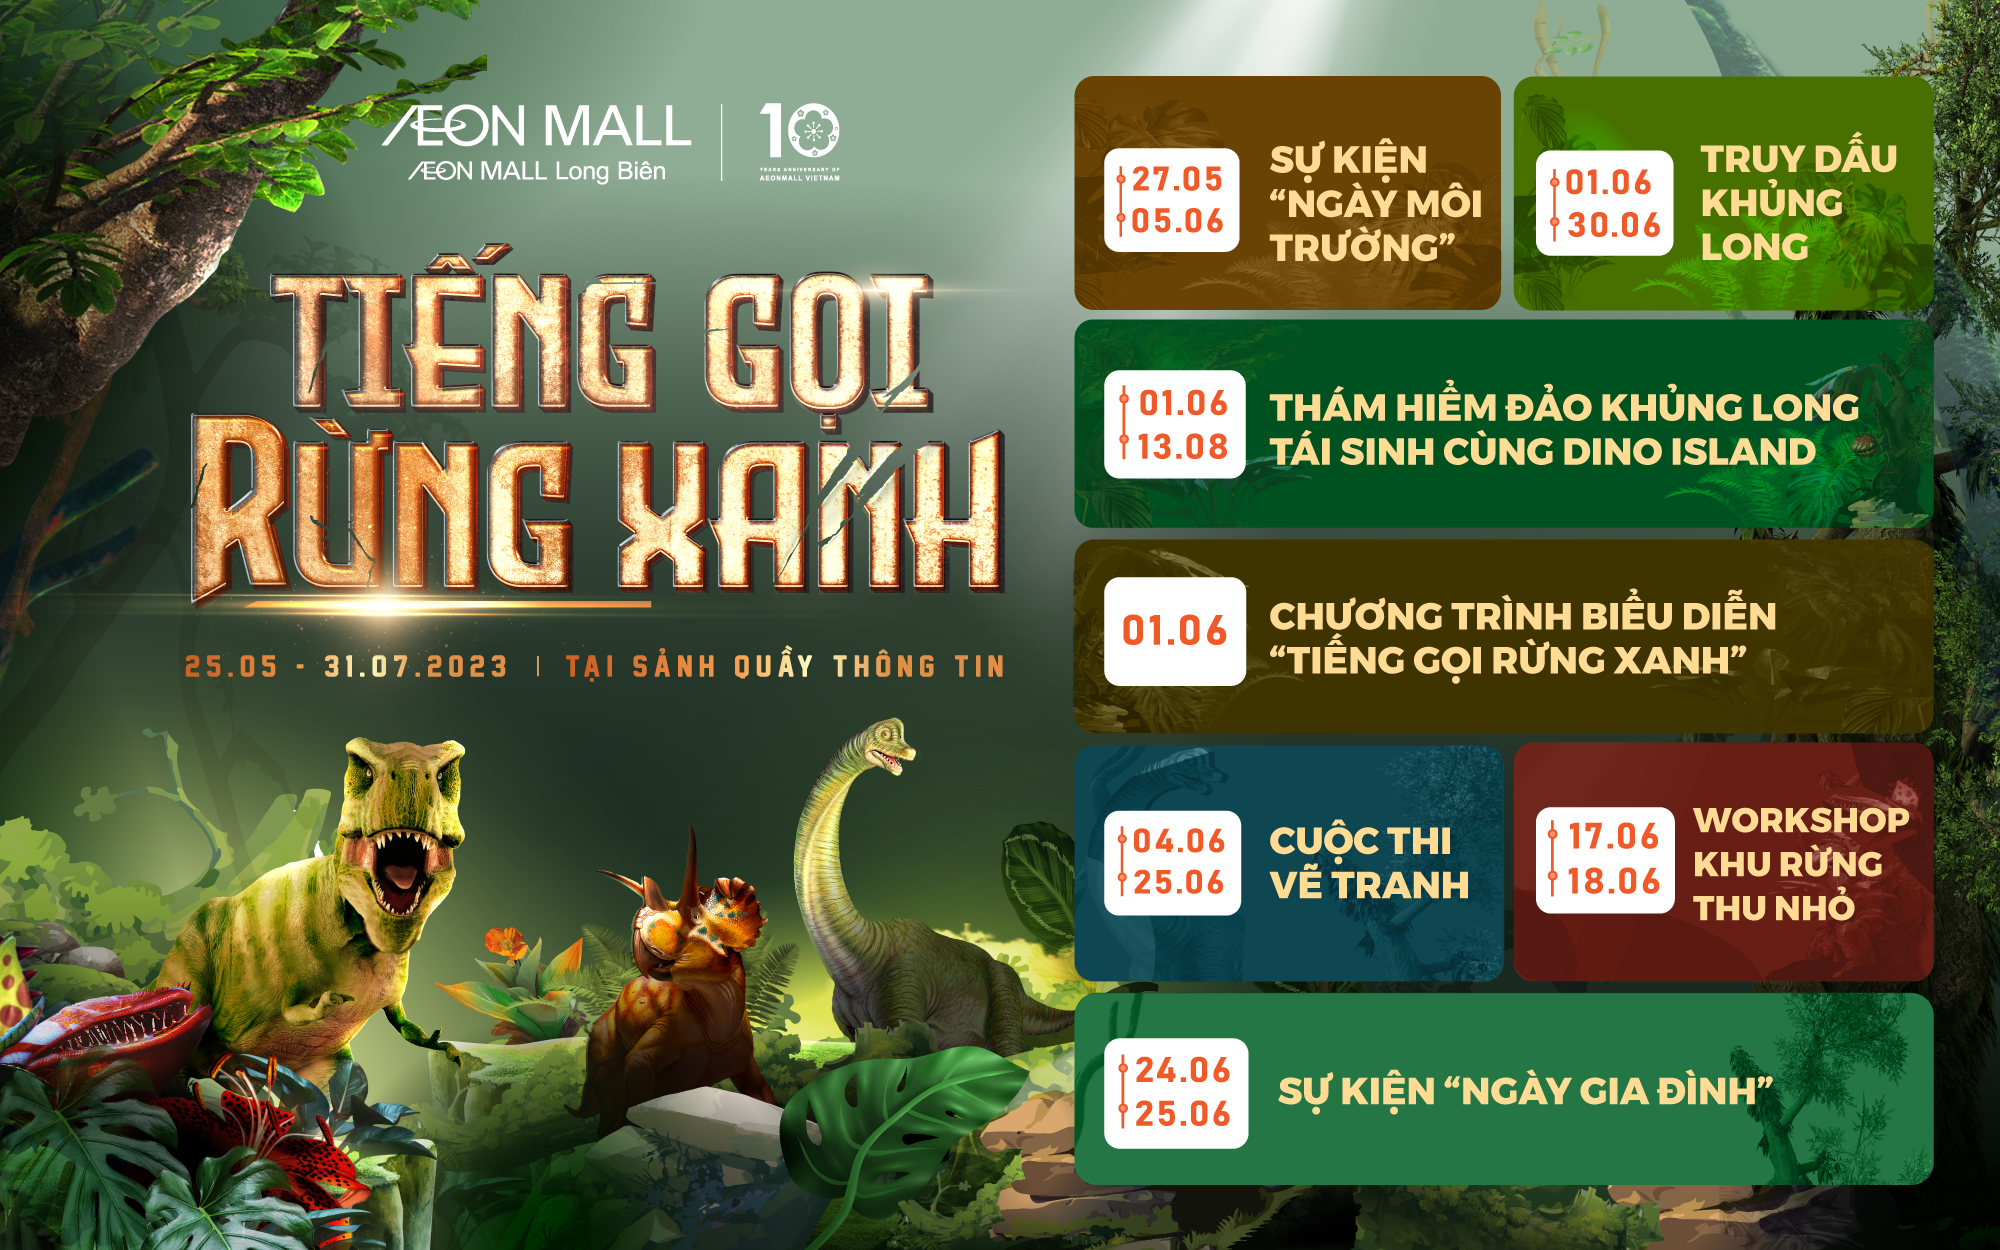 ÆON MALL
ÆON MALL Long Biên
10
YEARS ANNIVERSARY OF
AEONMALL VIETNAM
TIẾNG GỌI
RỪNG XANH
25.05 - 31.07.2023 | TẠI SẢNH QUẦY THÔNG TIN
27.05
05.06
SỰ KIỆN
“NGÀY MÔI
TRƯỜNG”
01.06
30.06
TRUY DẤU
KHỦNG
LONG
01.06
13.08
THÁM HIỂM ĐẢO KHỦNG LONG
TÁI SINH CÙNG DINO ISLAND
01.06
CHƯƠNG TRÌNH BIỂU DIỄN
“TIẾNG GỌI RỪNG XANH”
04.06
25.06
CUỘC THI
VẼ TRANH
17.06
18.06
WORKSHOP
KHU RỪNG
THU NHỎ
24.06
25.06
SỰ KIỆN “NGÀY GIA ĐÌNH”